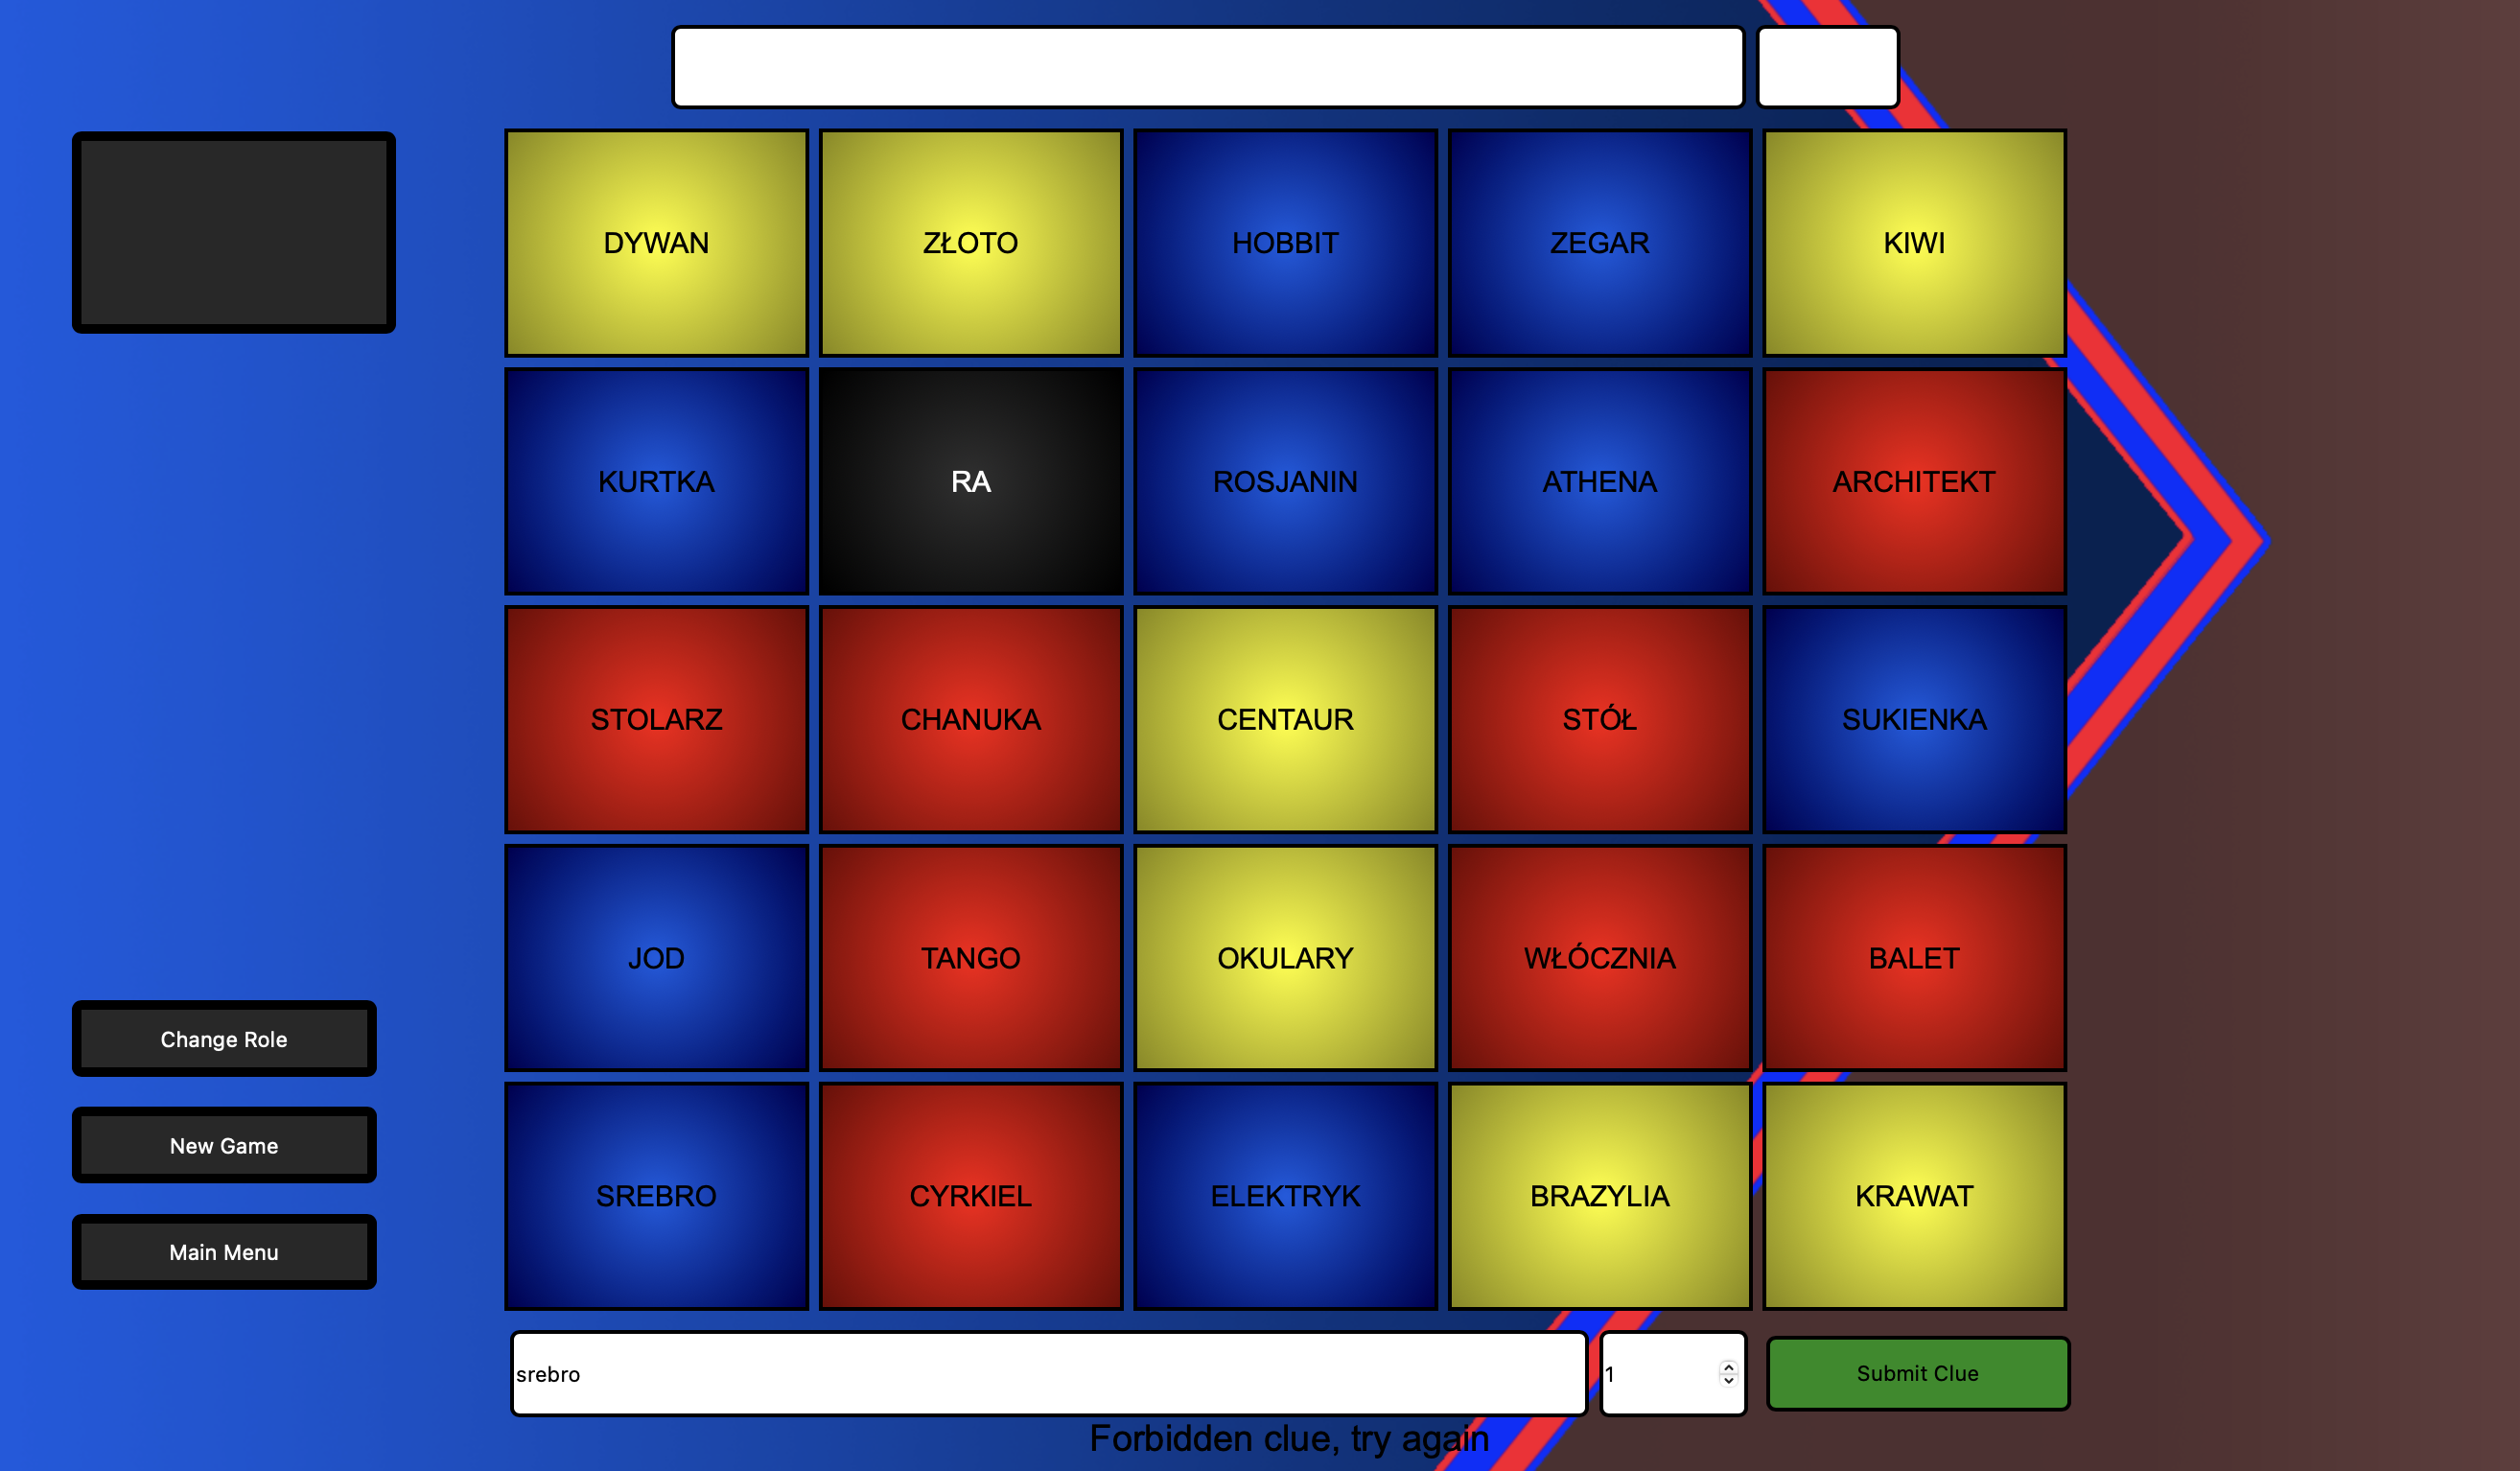 DYWAN ZŁOTO HOBBIT ZEGAR KIWI
KURTKA RA ROSJANIN ATHENA ARCHITEKT
STOLARZ CHANUKA CENTAUR STÓŁ SUKIENKA
JOD TANGO OKULARY WŁÓCZNIA BALET
Change Role
New Game
SREBRO CYRKIEL ELEKTRYK BRAZYLIA KRAWAT
Main Menu
srebro 1 Submit Clue
Forbidden clue, try again